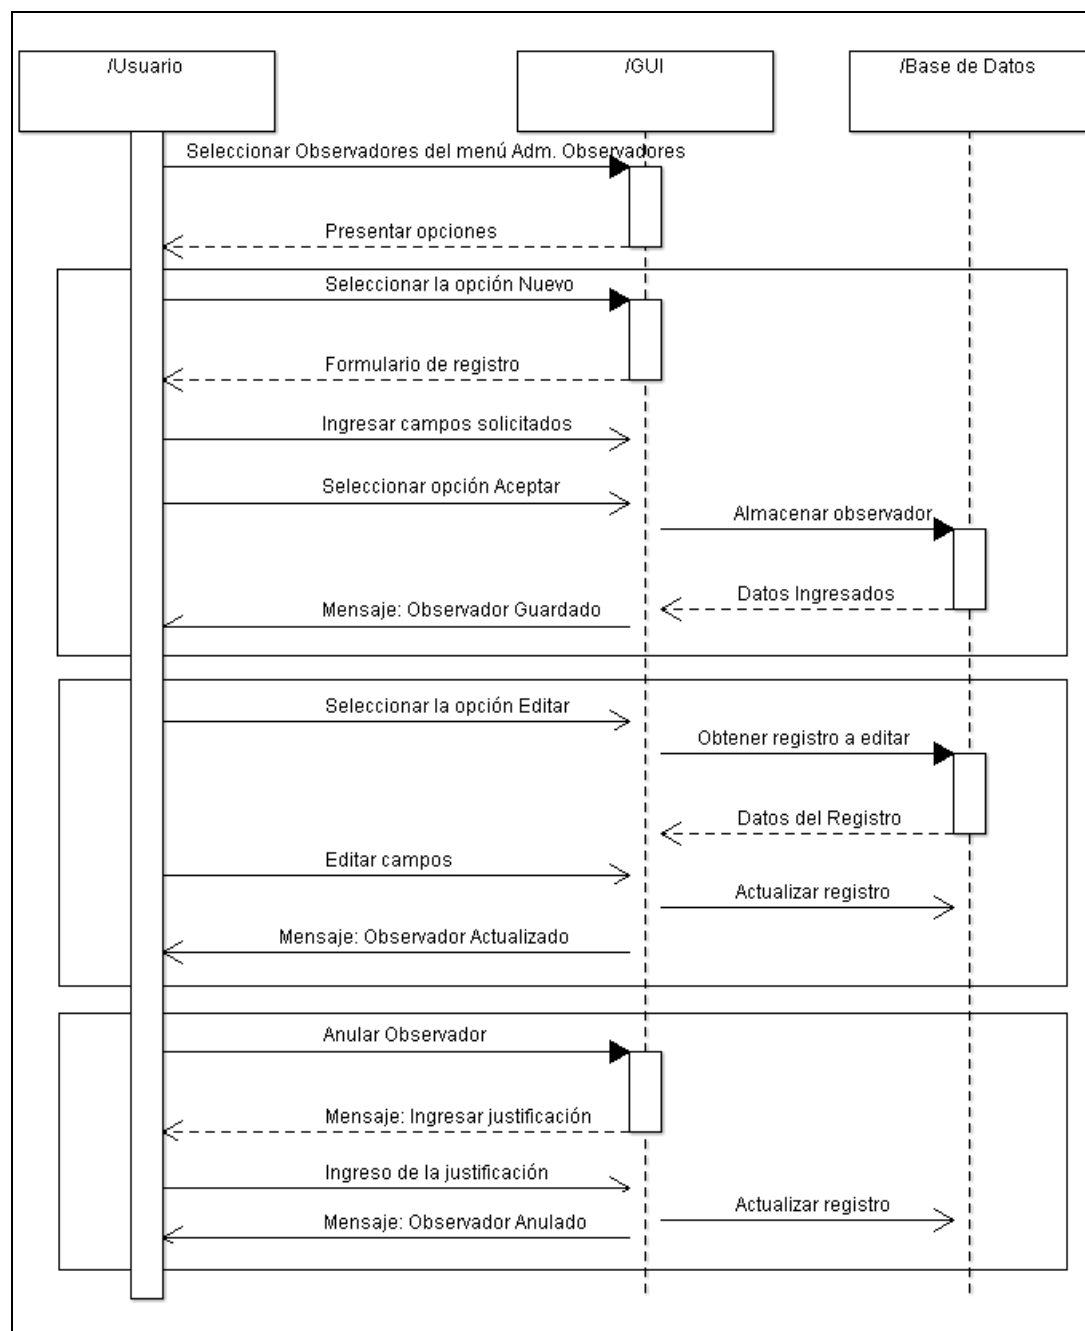 /Usuario
/GUI
/Base de Datos
Seleccionar Observadores del menú Adm. Observadores
Presentar opciones
Seleccionar la opción Nuevo
Formulario de registro
Ingresar campos solicitados
Seleccionar opción Aceptar
Almacenar observador
Datos Ingresados
Mensaje: Observador Guardado
Seleccionar la opción Editar
Obtener registro a editar
Datos del Registro
Editar campos
Actualizar registro
Mensaje: Observador Actualizado
Anular Observador
Mensaje: Ingresar justificación
Ingreso de la justificación
Actualizar registro
Mensaje: Observador Anulado